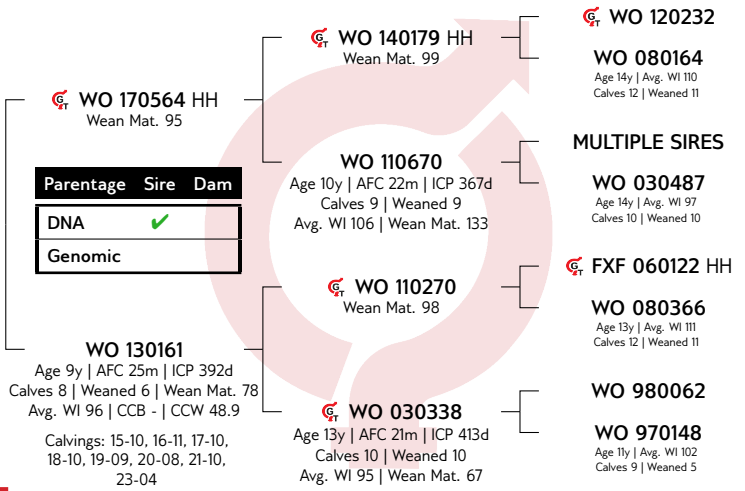 WO 170564 HH
Wean Mat. 95
Parentage Sire Dam
DNA ✔
Genomic
WO 130161
Age 9y | AFC 25m | ICP 392d
Calves 8 | Weaned 6 | Wean Mat. 78
Avg. WI 96 | CCB - | CCW 48.9
Calvings: 15-10, 16-11, 17-10,
18-10, 19-09, 20-08, 21-10,
23-04
GT WO 140179 HH
Wean Mat. 99
WO 110670
Age 10y | AFC 22m | ICP 367d
Calves 9 | Weaned 9
Avg. WI 106 | Wean Mat. 133
GT WO 110270
Wean Mat. 98
GT WO 030338
Age 13y | AFC 21m | ICP 413d
Calves 10 | Weaned 10
Avg. WI 95 | Wean Mat. 67
GT WO 120232
WO 080164
Age 14y | Avg. WI 110
Calves 12 | Weaned 11
MULTIPLE SIRES
WO 030487
Age 14y | Avg. WI 97
Calves 10 | Weaned 10
GT FXF 060122 HH
WO 080366
Age 13y | Avg. WI 111
Calves 12 | Weaned 11
WO 980062
WO 970148
Age 11y | Avg. WI 102
Calves 9 | Weaned 5